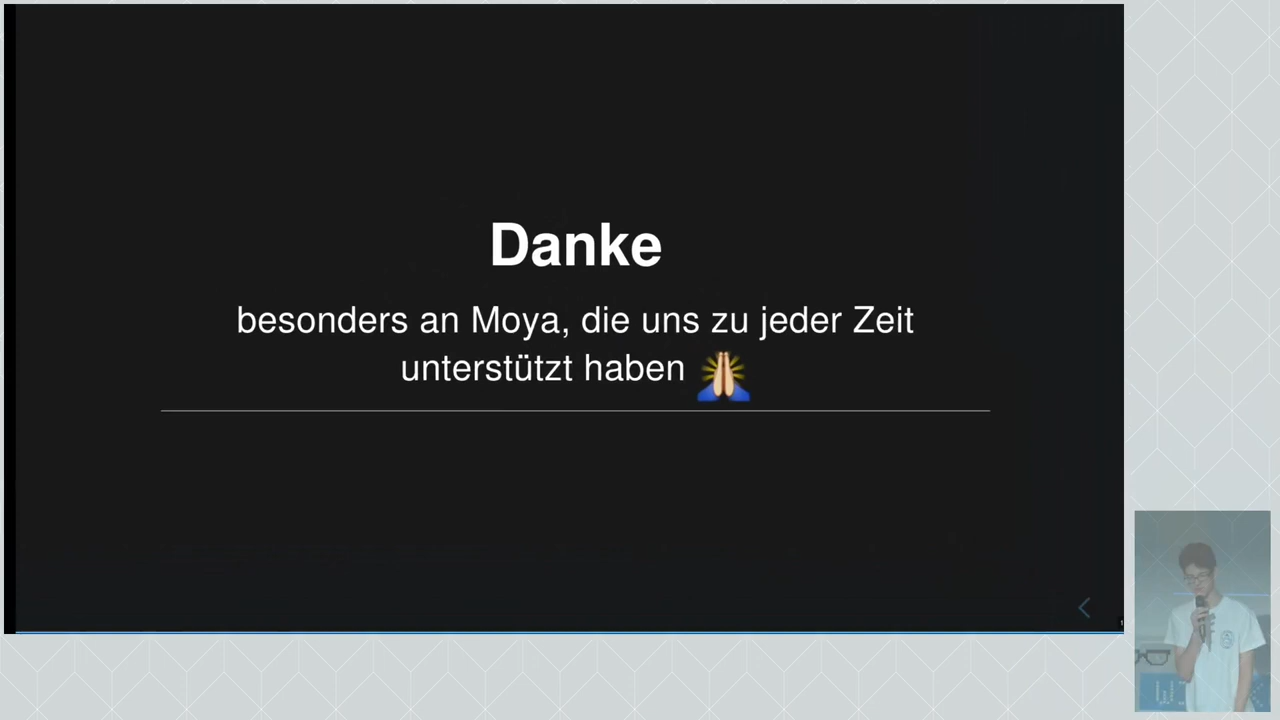 Danke
besonders an Moya, die uns zu jeder Zeit
unterstützt haben 🙏